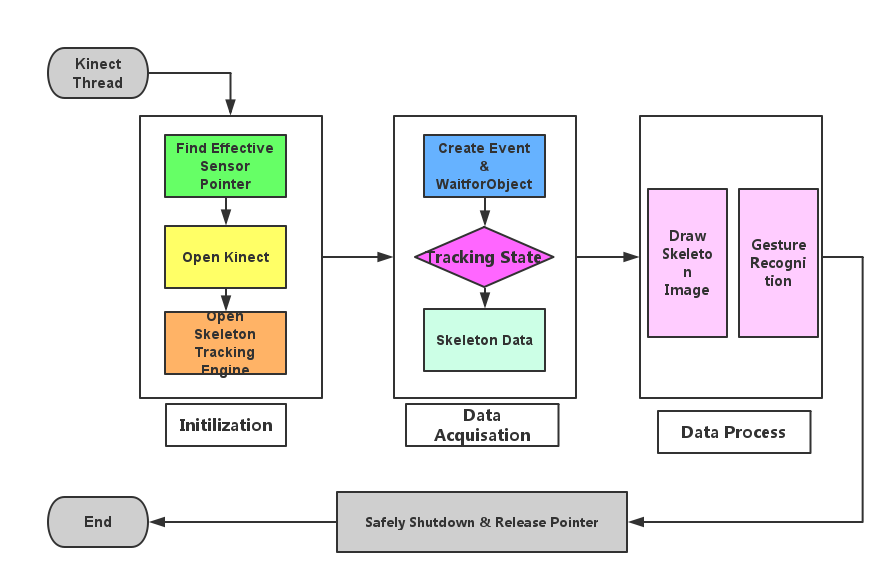 Kinect
Thread
Find Effective
Sensor
Pointer
Open Kinect
Open
Skeleton
Tracking
Engine
Initilization
Create Event
&
WaitforObject
Tracking State
Skeleton Data
Data
Acquisation
Draw
Skeleto
n
Image
Gesture
Recogni
tion
Data Process
Safely Shutdown & Release Pointer
End